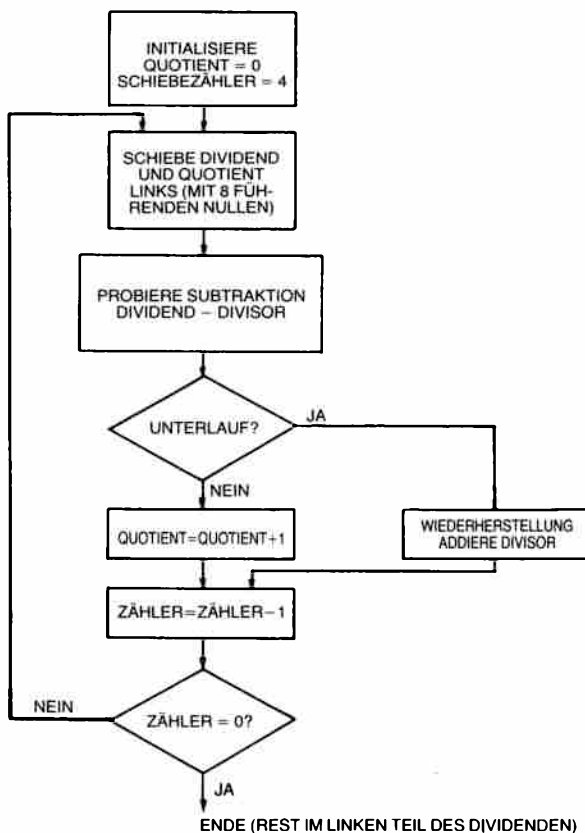 INITIALISIERE
QUOTIENT = 0
SCHIEBEZÄHLER = 4
SCHIEBE DIVIDEND
UND QUOTIENT
LINKS (MIT 8 FÜH-
RENDEN NULLEN)
PROBIERE SUBTRAKTION
DIVIDEND – DIVISOR
UNTERLAUF?
JA
NEIN
QUOTIENT=QUOTIENT+1
WIEDERHERSTELLUNG
ADDIERE DIVISOR
ZÄHLER=ZÄHLER–1
NEIN
ZÄHLER = 0?
JA
ENDE (REST IM LINKEN TEIL DES DIVIDENDEN)